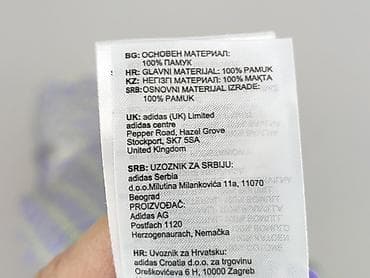 BG: ОСНОВЕН МАТЕРИАЛ:
100% ПАМУК
HR: GLAVNI MATERIJAL: 100% PAMUK
KZ: НЕГІЗГІ МАТЕРИАЛ: 100% МАҚТА
SRB: OSNOVNI MATERIJAL IZRADE:
100% PAMUK
UK: adidas (UK) Limited
adidas centre
Pepper Road, Hazel Grove
Stockport, SK7 5SA
United Kingdom
SRB: UZOZNIK ZA SRBIJU:
adidas Serbia
d.o.o.Milutina Milankovića 11a, 11070
Beograd
PROIZVOĐAČ:
Adidas AG
Postfach 1120
Herzogenaurach, Nemačka
HR: Uvoznik za Hrvatsku:
adidas Croatia d.o.o. za trgovinu
Oreškovićeva 6 H, 10000 Zagreb